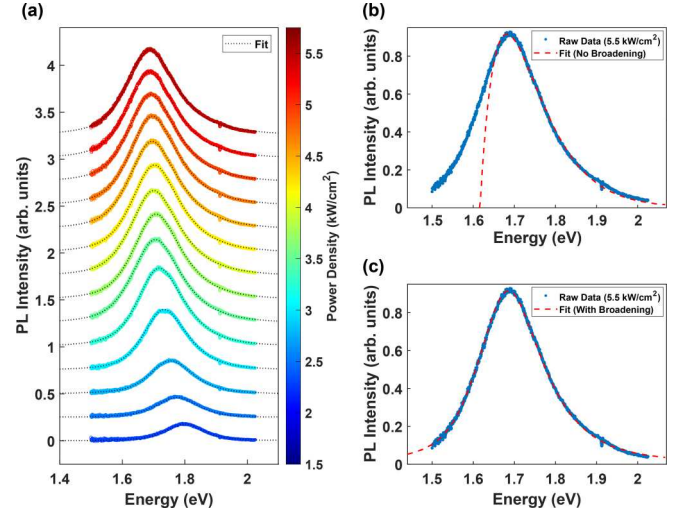 (a)
Fit
PL Intensity (arb. units)
4
3.5
3
2.5
2
1.5
1
0.5
0
1.4 1.6 1.8 2
Energy (eV)
5.5
5
4.5
4
3.5
3
2.5
2
1.5
Power Density (kW/cm²)
(b)
Raw Data (5.5 kW/cm²)
Fit (No Broadening)
PL Intensity (arb. units)
0.8
0.6
0.4
0.2
0
1.5 1.6 1.7 1.8 1.9 2
Energy (eV)
(c)
Raw Data (5.5 kW/cm²)
Fit (With Broadening)
PL Intensity (arb. units)
0.8
0.6
0.4
0.2
0
1.5 1.6 1.7 1.8 1.9 2
Energy (eV)